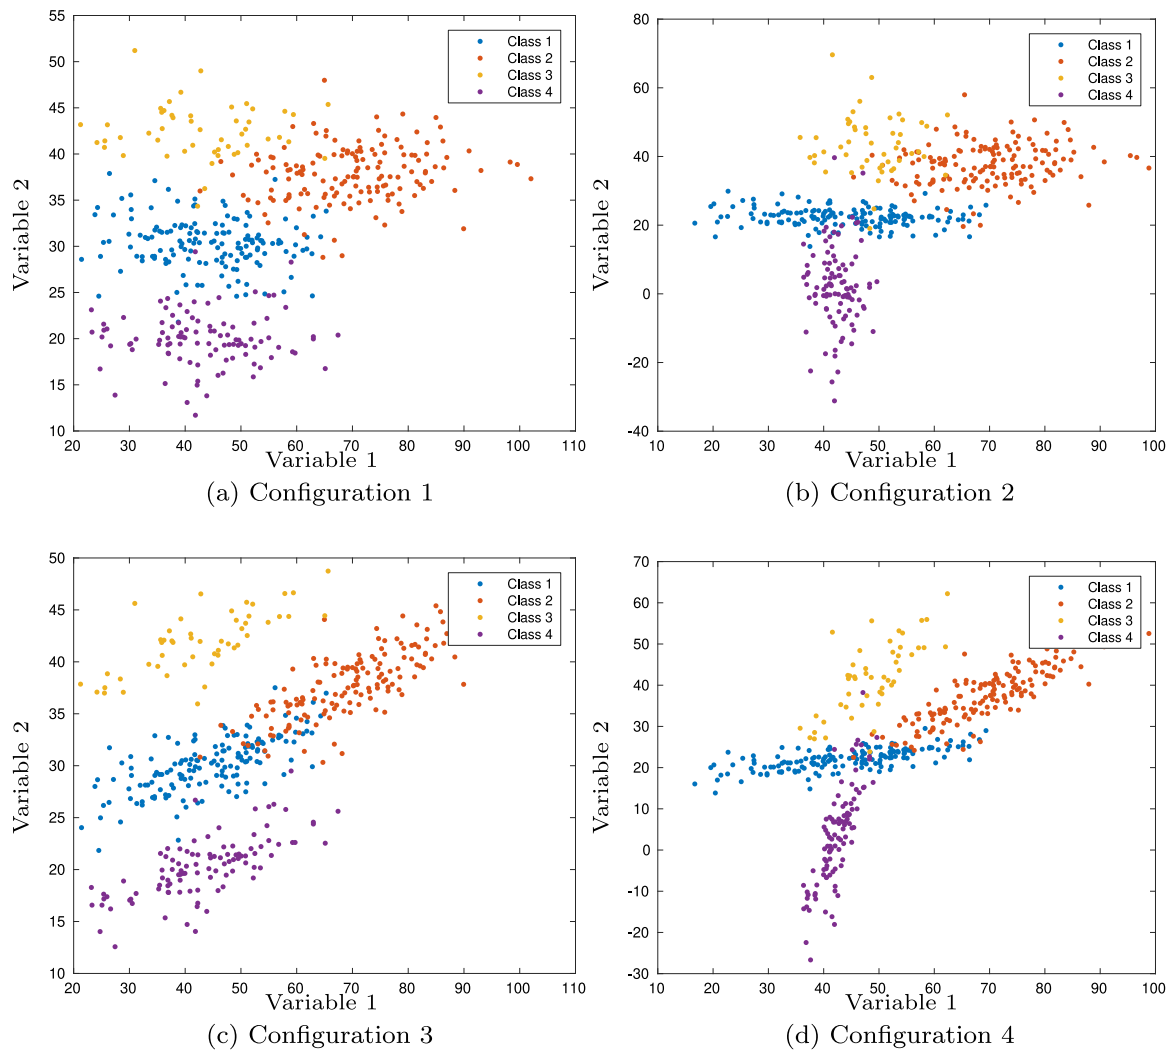 55
50
45
40
35
30
25
20
15
10
Variable 2
Class 1
Class 2
Class 3
Class 4
20 30 40 50 60 70 80 90 100 110
Variable 1
(a) Configuration 1
80
60
40
20
0
-20
-40
Variable 2
Class 1
Class 2
Class 3
Class 4
10 20 30 40 50 60 70 80 90 100
Variable 1
(b) Configuration 2
50
45
40
35
30
25
20
15
10
Variable 2
Class 1
Class 2
Class 3
Class 4
20 30 40 50 60 70 80 90 100 110
Variable 1
(c) Configuration 3
70
60
50
40
30
20
10
0
-10
-20
-30
Variable 2
Class 1
Class 2
Class 3
Class 4
10 20 30 40 50 60 70 80 90 100
Variable 1
(d) Configuration 4